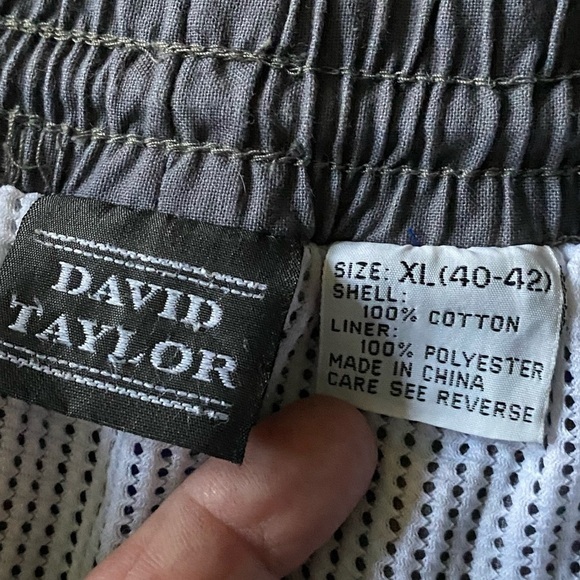 DAVID
TAYLOR
SIZE: XL(40-42)
SHELL:
100% COTTON
LINER:
100% POLYESTER
MADE IN CHINA
CARE SEE REVERSE